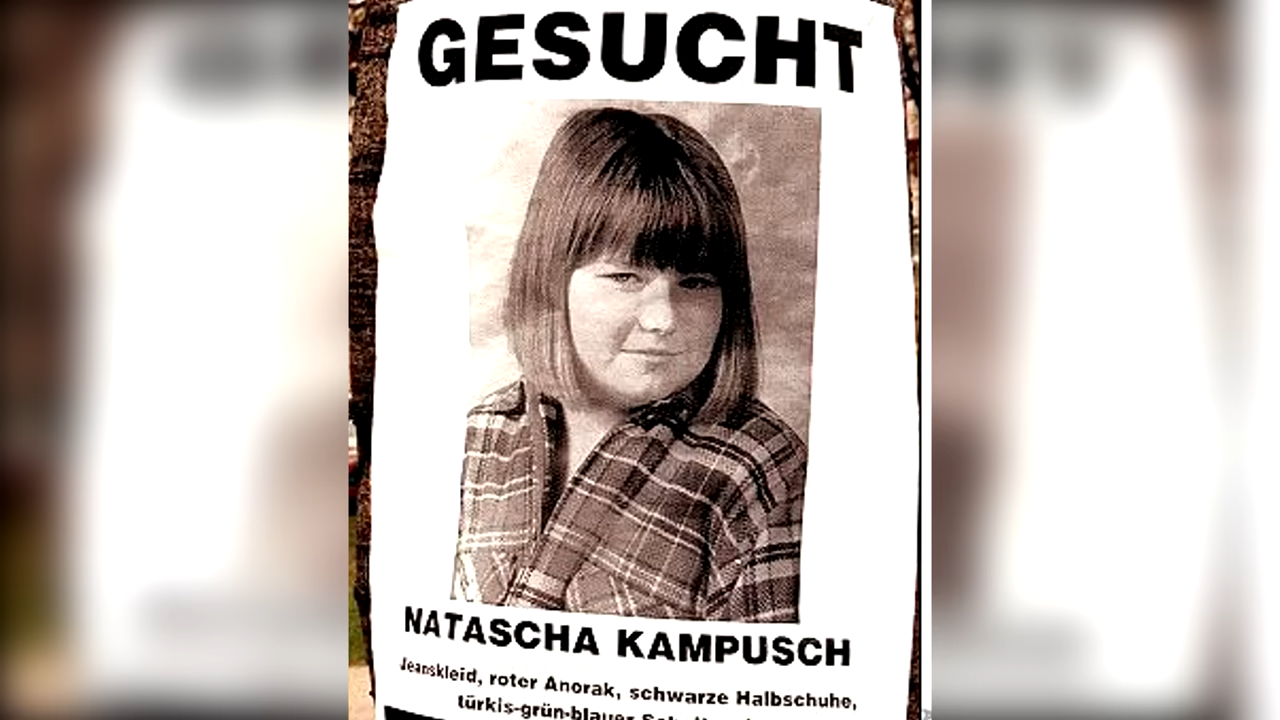 GESUCHT
NATASCHA KAMPUSCH
Jeanskleid, roter Anorak, schwarze Halbschuhe,
türkis-grün-blauer